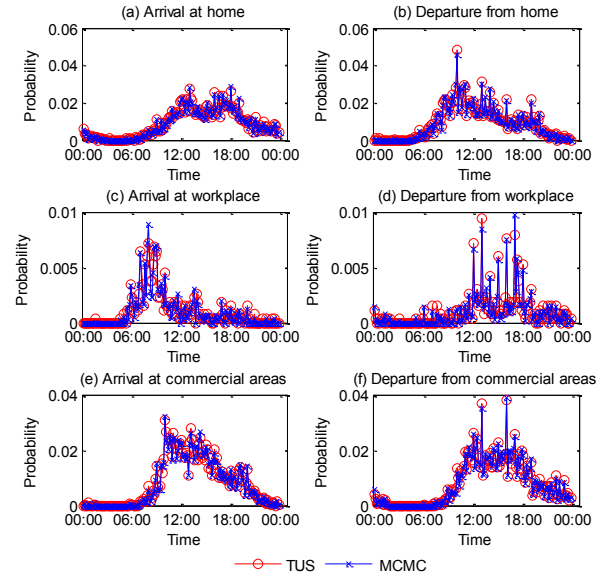 (a) Arrival at home
(b) Departure from home
0.06
0.04
0.02
0
Probability
00:00 06:00 12:00 18:00 00:00
Time
0.06
0.04
0.02
0
Probability
00:00 06:00 12:00 18:00 00:00
Time
(c) Arrival at workplace
(d) Departure from workplace
0.01
0.005
0
Probability
00:00 06:00 12:00 18:00 00:00
Time
0.01
0.005
0
Probability
00:00 06:00 12:00 18:00 00:00
Time
(e) Arrival at commercial areas
(f) Departure from commercial areas
0.04
0.02
0
Probability
00:00 06:00 12:00 18:00 00:00
Time
0.04
0.02
0
Probability
00:00 06:00 12:00 18:00 00:00
Time
TUS MCMC